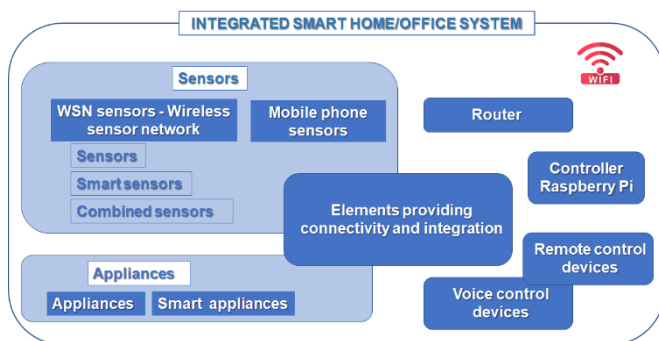 INTEGRATED SMART HOME/OFFICE SYSTEM
WIFI
Sensors
WSN sensors - Wireless
sensor network
Mobile phone
sensors
Sensors
Smart sensors
Combined sensors
Router
Controller
Raspberry Pi
Elements providing
connectivity and integration
Remote control
devices
Voice control
devices
Appliances
Appliances
Smart appliances